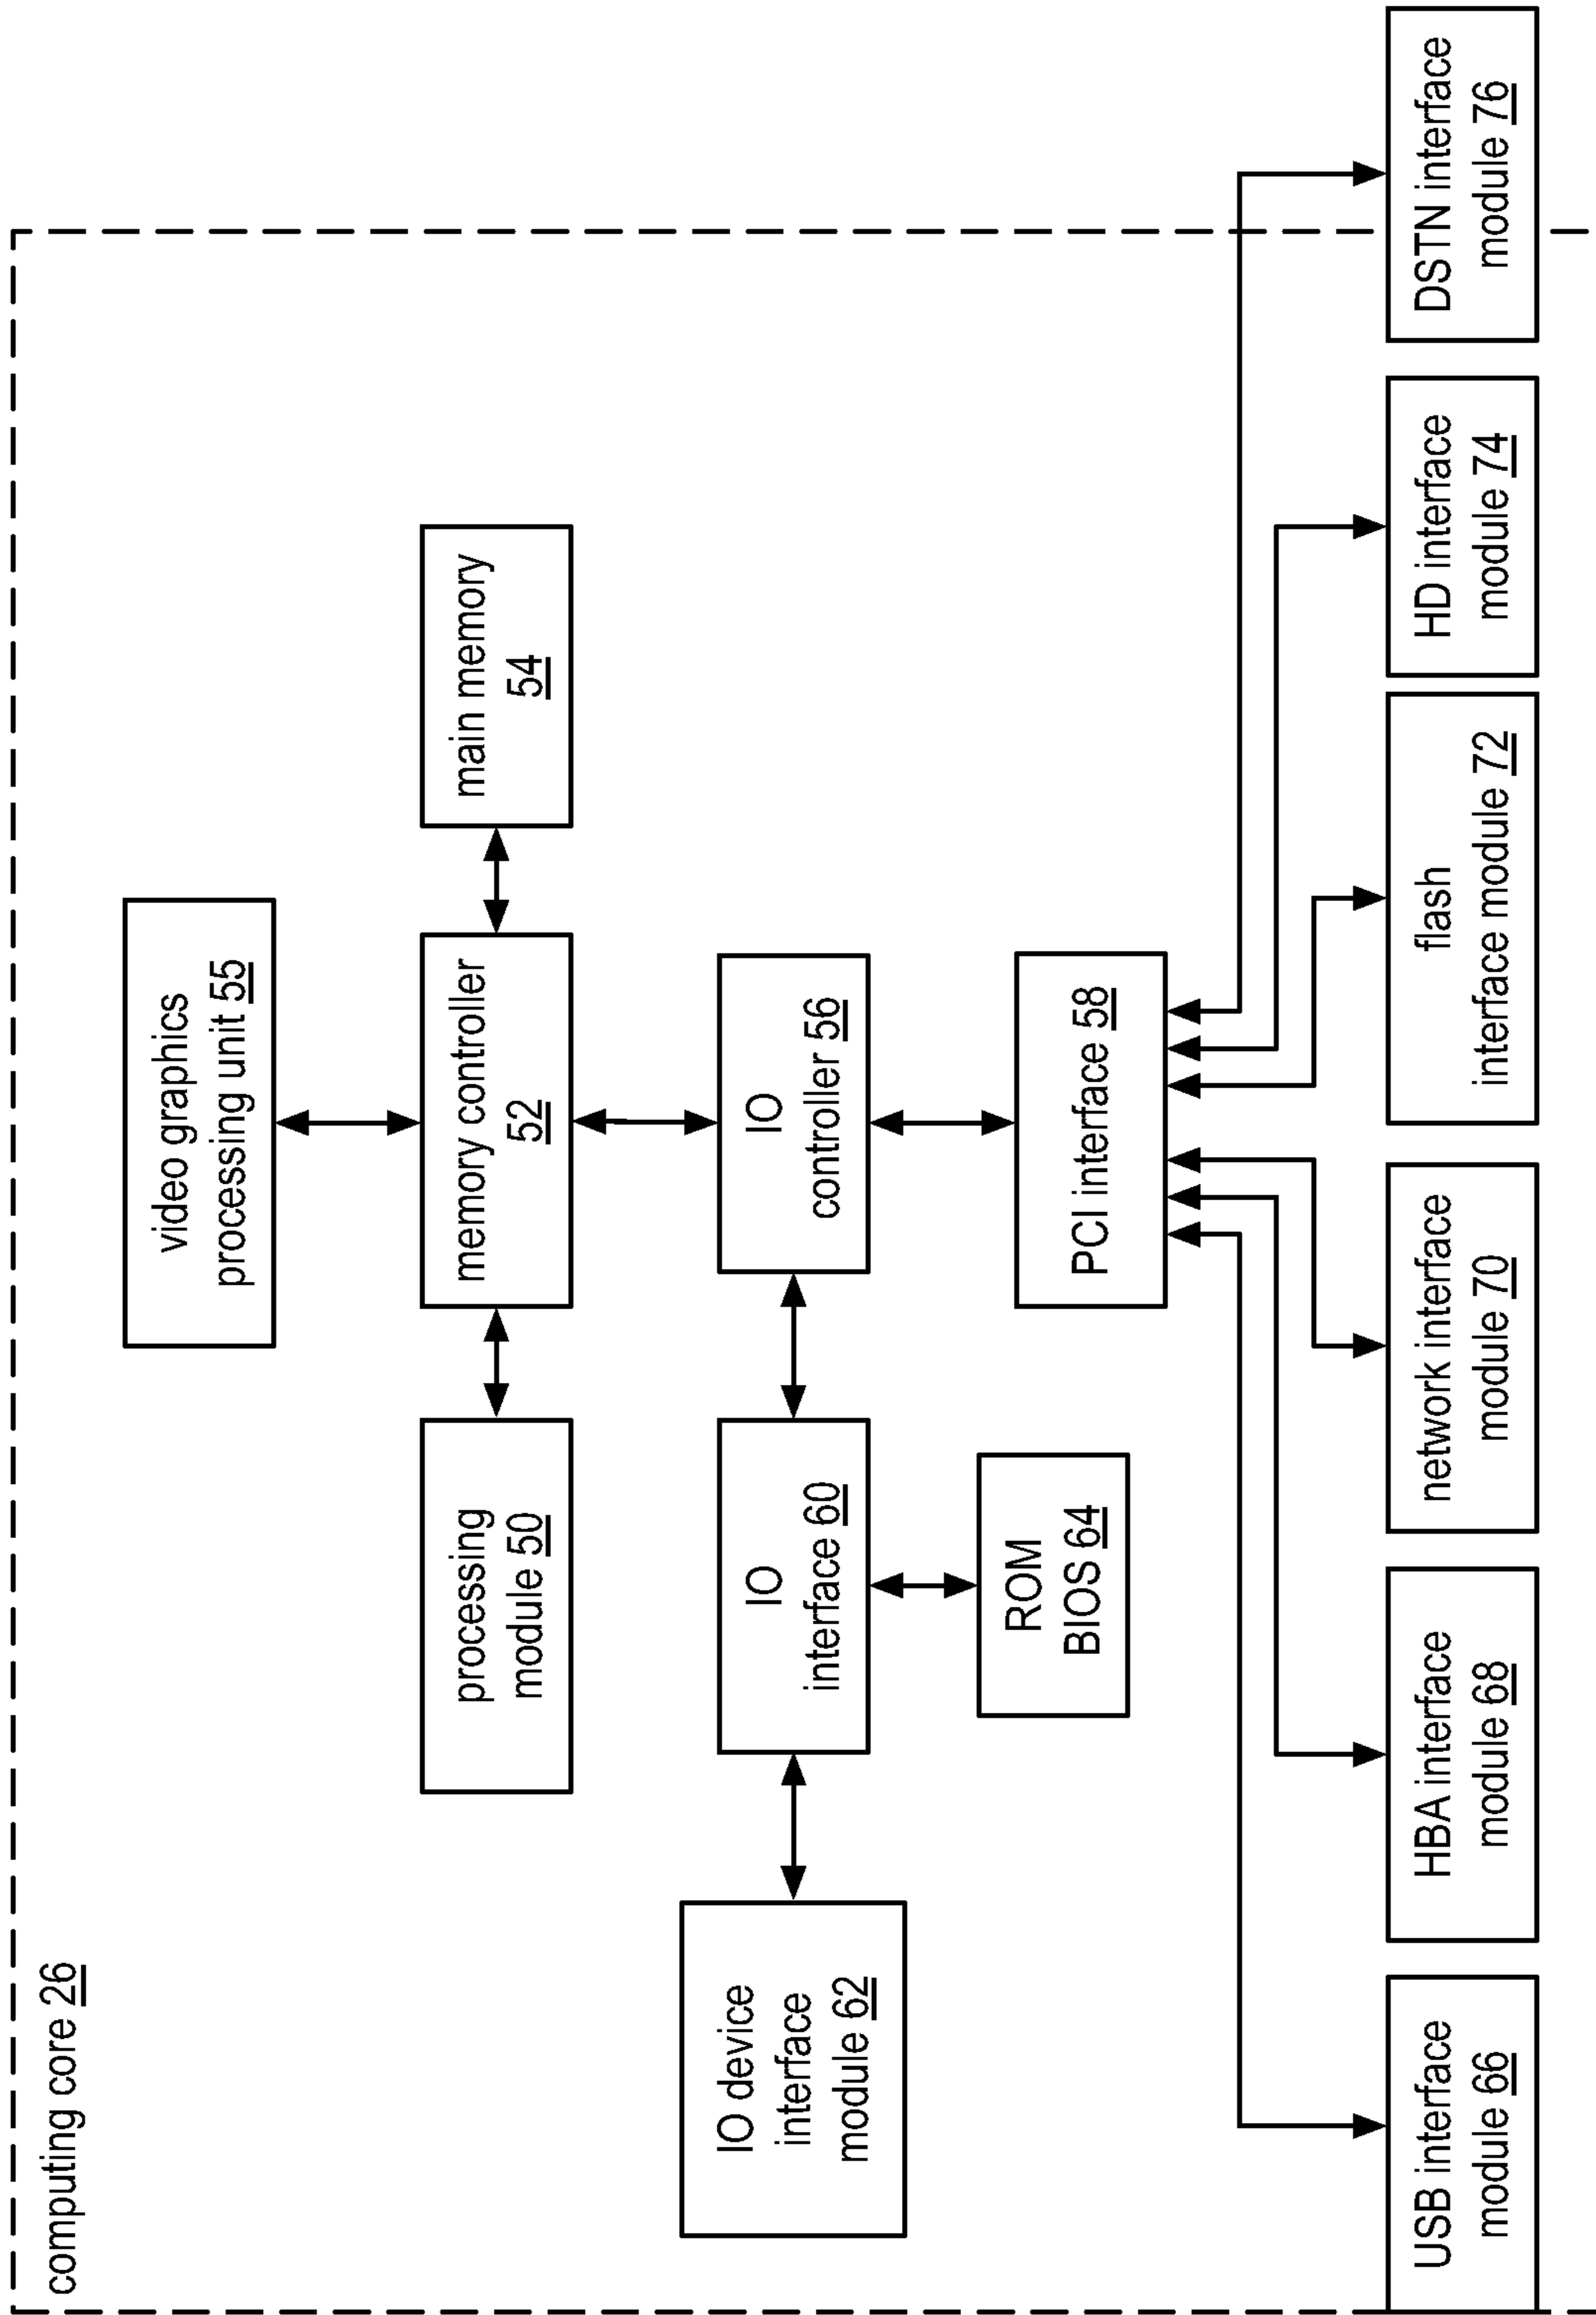 computing core 26
video graphics
processing unit 55
processing
module 50
memory controller
52
main memory
54
IO device
interface
module 62
IO
interface 60
IO
controller 56
ROM
BIOS 64
PCI interface 58
USB interface
module 66
HBA interface
module 68
network interface
module 70
flash
interface module 72
HD interface
module 74
DSTN interface
module 76